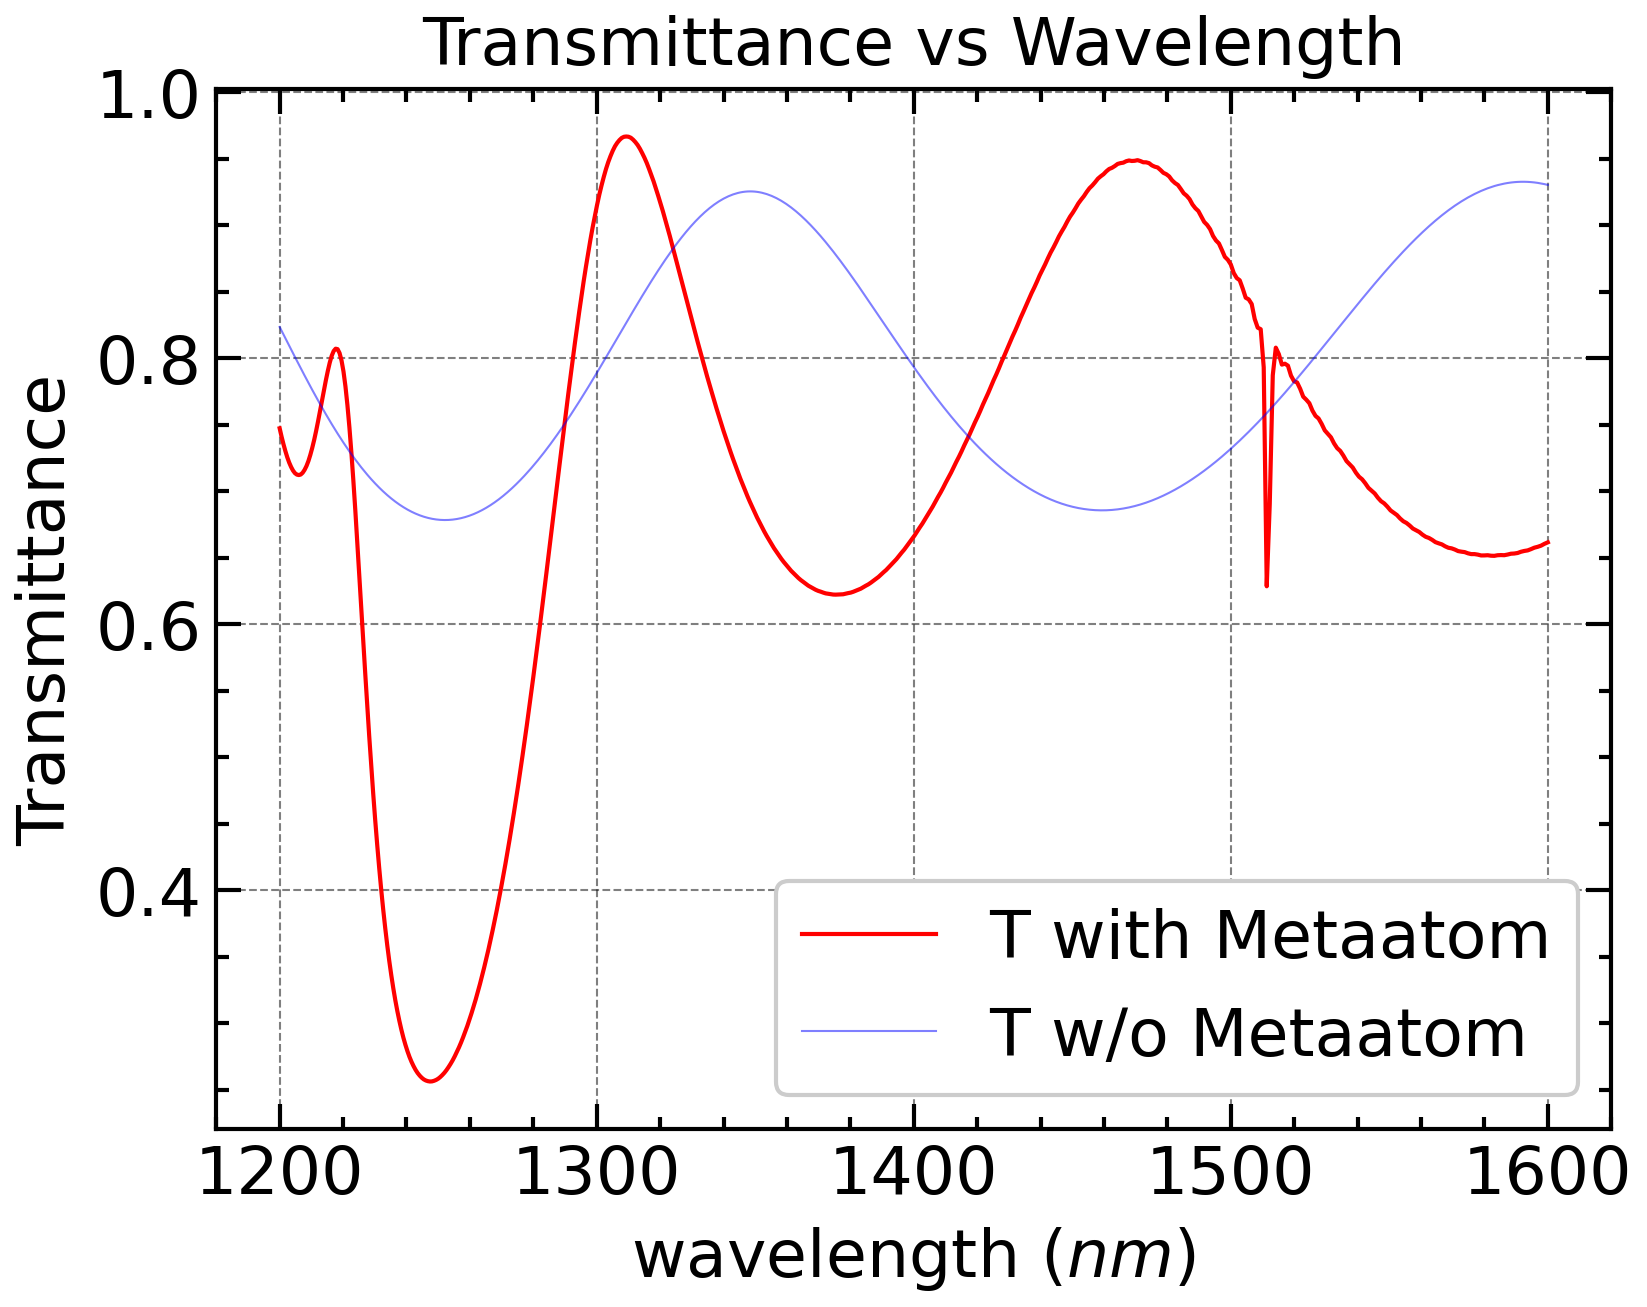 Transmittance vs Wavelength
Transmittance
1.0
0.8
0.6
0.4
T with Metaatom
T w/o Metaatom
1200 1300 1400 1500 1600
wavelength (nm)